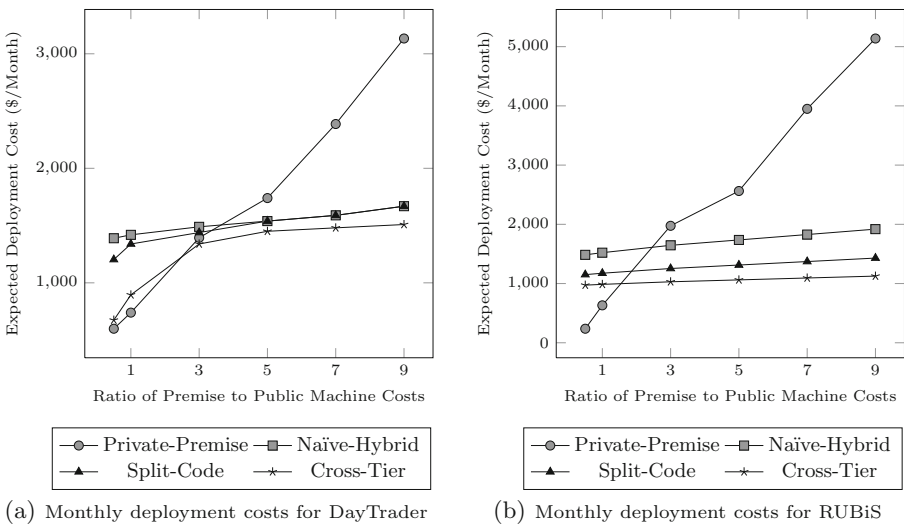 3,000
2,000
1,000
Expected Deployment Cost ($/Month)
1 3 5 7 9
Ratio of Premise to Public Machine Costs
Private-Premise Naïve-Hybrid
Split-Code Cross-Tier
(a) Monthly deployment costs for DayTrader
5,000
4,000
3,000
2,000
1,000
0
Expected Deployment Cost ($/Month)
1 3 5 7 9
Ratio of Premise to Public Machine Costs
Private-Premise Naïve-Hybrid
Split-Code Cross-Tier
(b) Monthly deployment costs for RUBiS